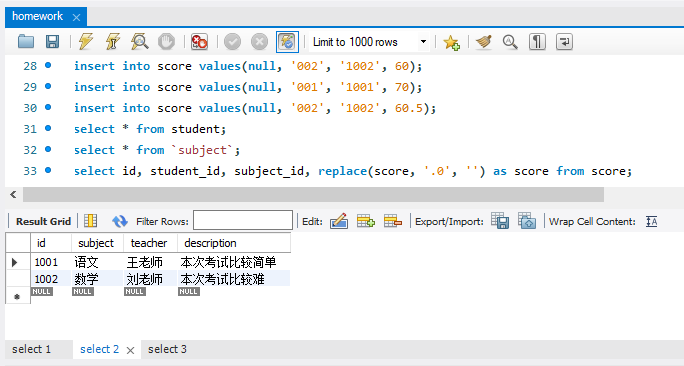 homework ×
Limit to 1000 rows
28 insert into score values(null, '002', '1002', 60);
29 insert into score values(null, '001', '1001', 70);
30 insert into score values(null, '002', '1002', 60.5);
31 select * from student;
32 select * from `subject`;
33 select id, student_id, subject_id, replace(score, '.0', '') as score from score;
Result Grid Filter Rows: Edit: Export/Import: Wrap Cell Content: IA
id subject teacher description
1001 语文 王老师 本次考试比较简单
1002 数学 刘老师 本次考试比较难
NULL NULL NULL NULL
select 1 select 2 × select 3